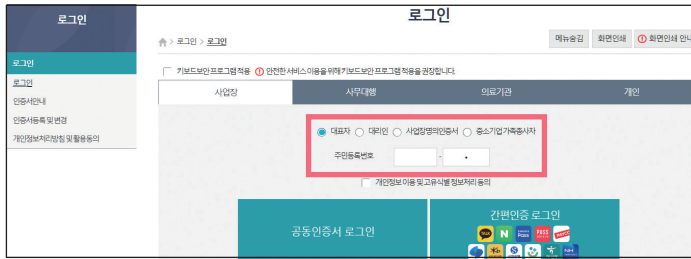 로그인
로그인
로그인 > 로그인
메뉴숨김 화면인쇄 화면인쇄 안내
로그인
로그인
인증서안내
인증서등록 및 변경
개인정보처리방침 및 활용동의
키보드보안 프로그램 적용 안전한 서비스 이용을 위해 키보드보안 프로그램 적용을 권장합니다.
사업장 사무대행 의료기관 개인
대표자 대리인 사업장명의인증서 중소기업가족종사자
주민등록번호 -
개인정보 이용 및 고유식별 정보처리 동의
공동인증서 로그인
간편인증 로그인
TALK N PASS
NH